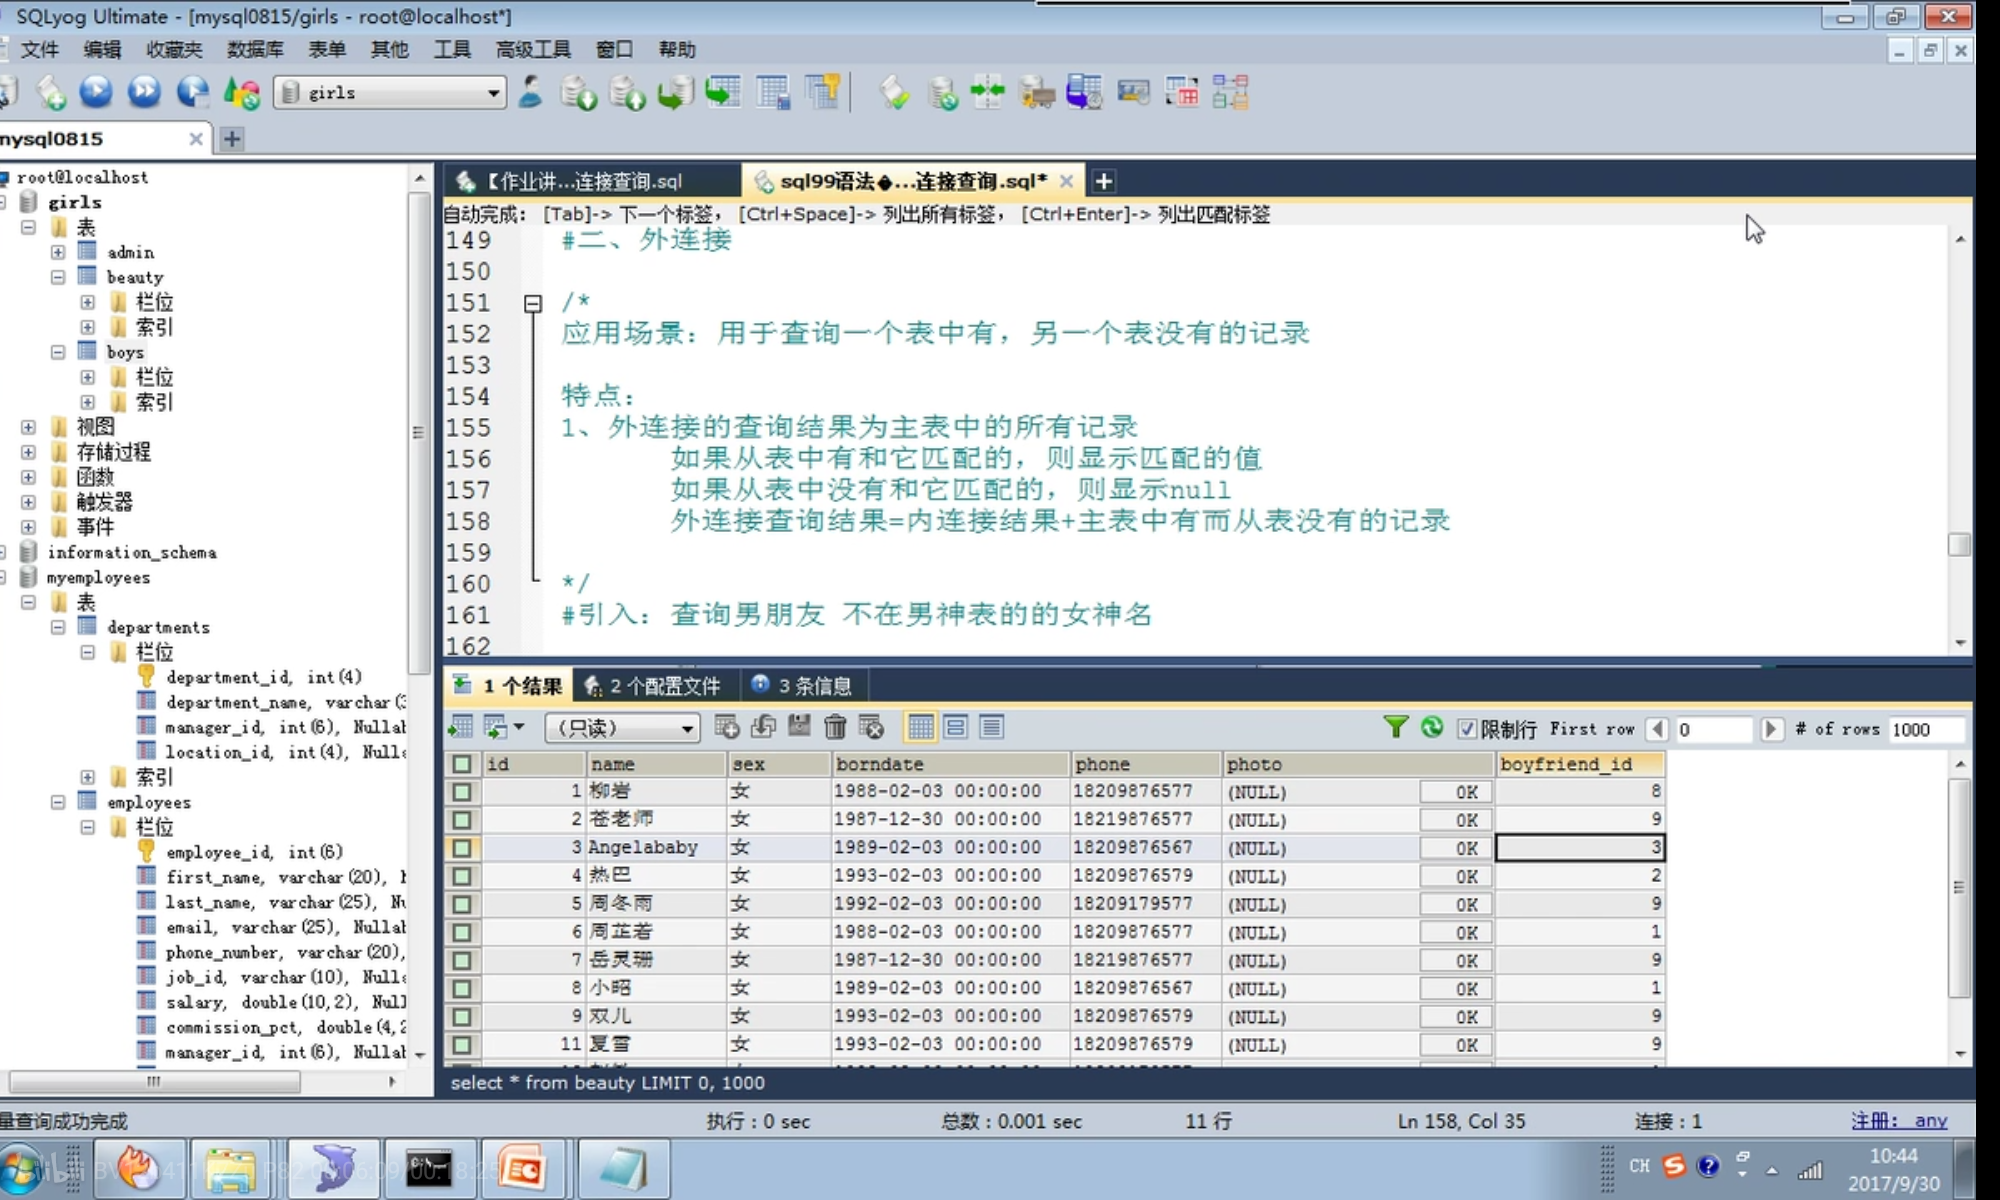 SQLyog Ultimate - [mysql0815/girls - root@localhost*]
文件 编辑 收藏夹 数据库 表单 其他 工具 高级工具 窗口 帮助
girls
mysql0815
root@localhost
girls
表
admin
beauty
栏位
索引
boys
栏位
索引
视图
存储过程
函数
触发器
事件
information_schema
myemployees
表
departments
栏位
department_id, int(4)
department_name, varchar(3
manager_id, int(6), Nullal
location_id, int(4), Null
索引
employees
栏位
employee_id, int(6)
first_name, varchar(20),
last_name, varchar(25), Nu
email, varchar(25), Nullal
phone_number, varchar(20),
job_id, varchar(10), Null
salary, double(10,2), Null
commission_pct, double(4,2
manager_id, int(6), Nullal
【作业讲...连接查询.sql sql99语法�...连接查询.sql*
自动完成: [Tab]-> 下一个标签, [Ctrl+Space]-> 列出所有标签, [Ctrl+Enter]-> 列出匹配标签
149 #二、外连接
150
151 /*
152 应用场景: 用于查询一个表中有, 另一个表没有的记录
153
154 特点:
155 1、外连接的查询结果为主表中的所有记录
156 如果从表中有和它匹配的, 则显示匹配的值
157 如果从表中没有和它匹配的, 则显示null
158 外连接查询结果=内连接结果+主表中有而从表没有的记录
159
160 */
161 #引入: 查询男朋友 不在男神表的的女神名
162
1 个结果 2 个配置文件 3 条信息
(只读) 限制行 First row 0 # of rows 1000
id name sex borndate phone photo boyfriend_id
1 柳岩 女 1988-02-03 00:00:00 18209876577 (NULL) OK 8
2 苍老师 女 1987-12-30 00:00:00 18219876577 (NULL) OK 9
3 Angelababy 女 1989-02-03 00:00:00 18209876567 (NULL) OK 3
4 热巴 女 1993-02-03 00:00:00 18209876579 (NULL) OK 2
5 周冬雨 女 1992-02-03 00:00:00 18209179577 (NULL) OK 9
6 周芷若 女 1988-02-03 00:00:00 18209876577 (NULL) OK 1
7 岳灵珊 女 1987-12-30 00:00:00 18219876577 (NULL) OK 9
8 小昭 女 1989-02-03 00:00:00 18209876567 (NULL) OK 1
9 双儿 女 1993-02-03 00:00:00 18209876579 (NULL) OK 9
11 夏雪 女 1993-02-03 00:00:00 18209876579 (NULL) OK 9
select * from beauty LIMIT 0, 1000
量查询成功完成 执行: 0 sec 总数: 0.001 sec 11 行 Ln 158, Col 35 连接: 1 注册: any
CH 10:44
2017/9/30